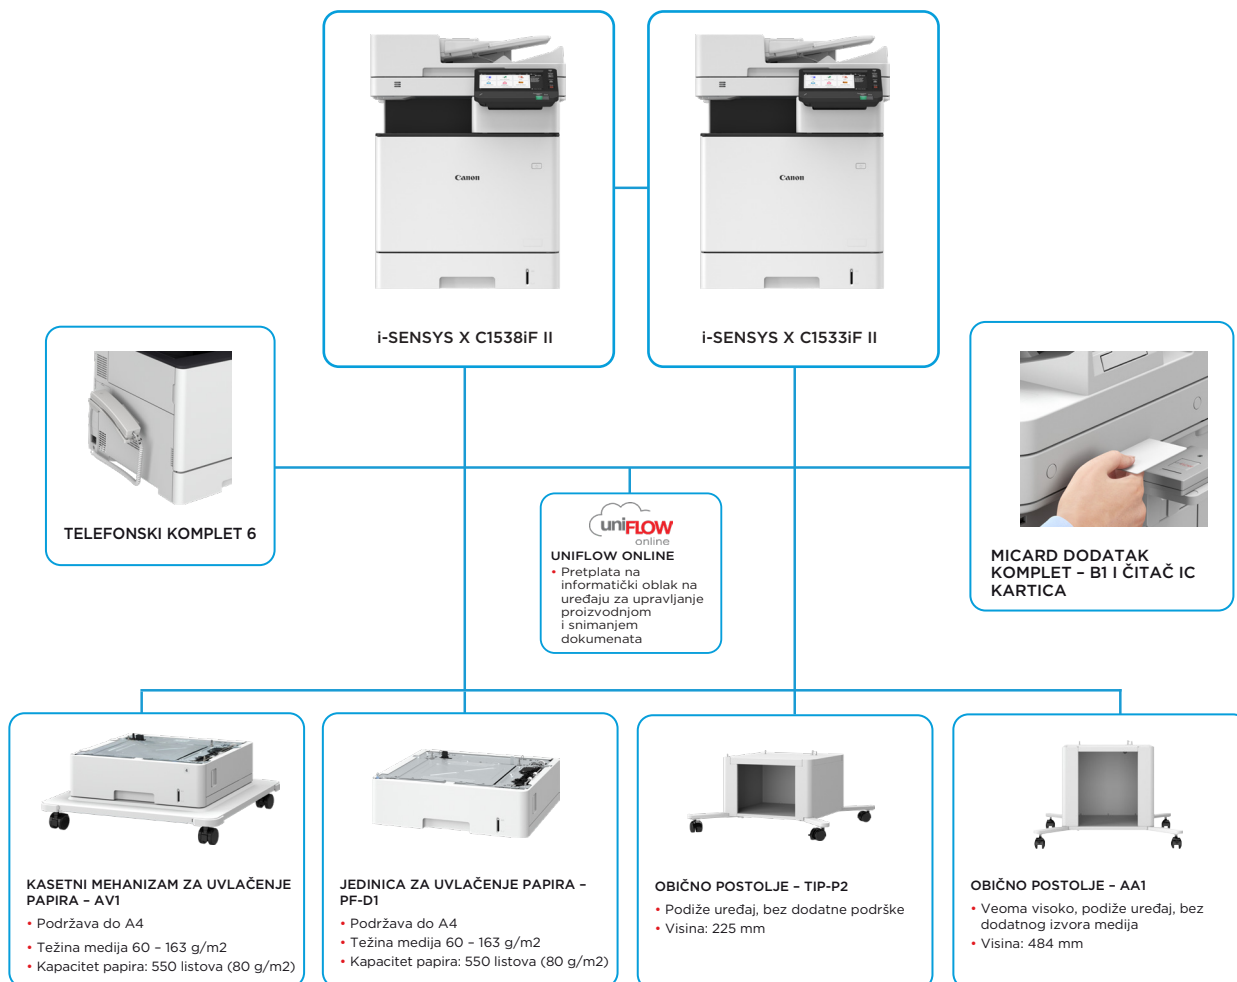 Canon
Canon
i-SENSYS X C1538iF II
i-SENSYS X C1533iF II
TELEFONSKI KOMPLET 6
uniFLOW
online
UNIFLOW ONLINE
• Pretplata na
informatički oblak na
uređaju za upravljanje
proizvodnjom
i snimanjem
dokumenata
MICARD DODATAK
KOMPLET – B1 I ČITAČ IC
KARTICA
KASETNI MEHANIZAM ZA UVLAČENJE
PAPIRA – AV1
• Podržava do A4
• Težina medija 60 – 163 g/m2
• Kapacitet papira: 550 listova (80 g/m2)
JEDINICA ZA UVLAČENJE PAPIRA –
PF-D1
• Podržava do A4
• Težina medija 60 – 163 g/m2
• Kapacitet papira: 550 listova (80 g/m2)
OBIČNO POSTOLJE – TIP-P2
• Podiže uređaj, bez dodatne podrške
• Visina: 225 mm
OBIČNO POSTOLJE – AA1
• Veoma visoko, podiže uređaj, bez
dodatnog izvora medija
• Visina: 484 mm